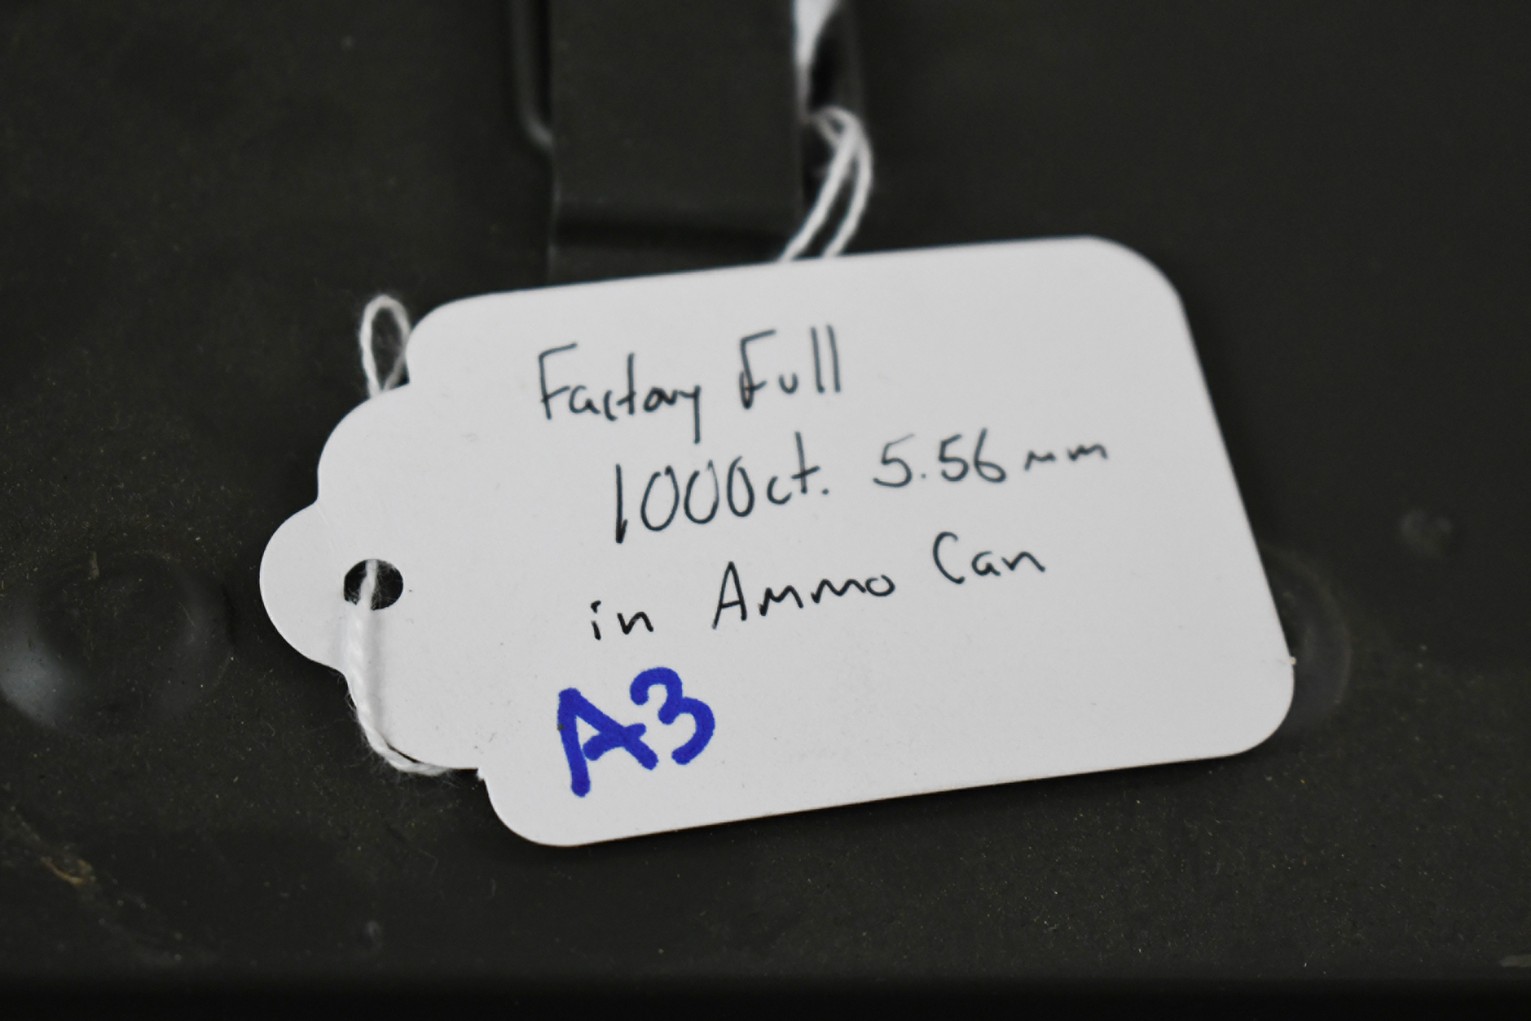 Factory Full
1000ct. 5.56mm
in Ammo Can
A3